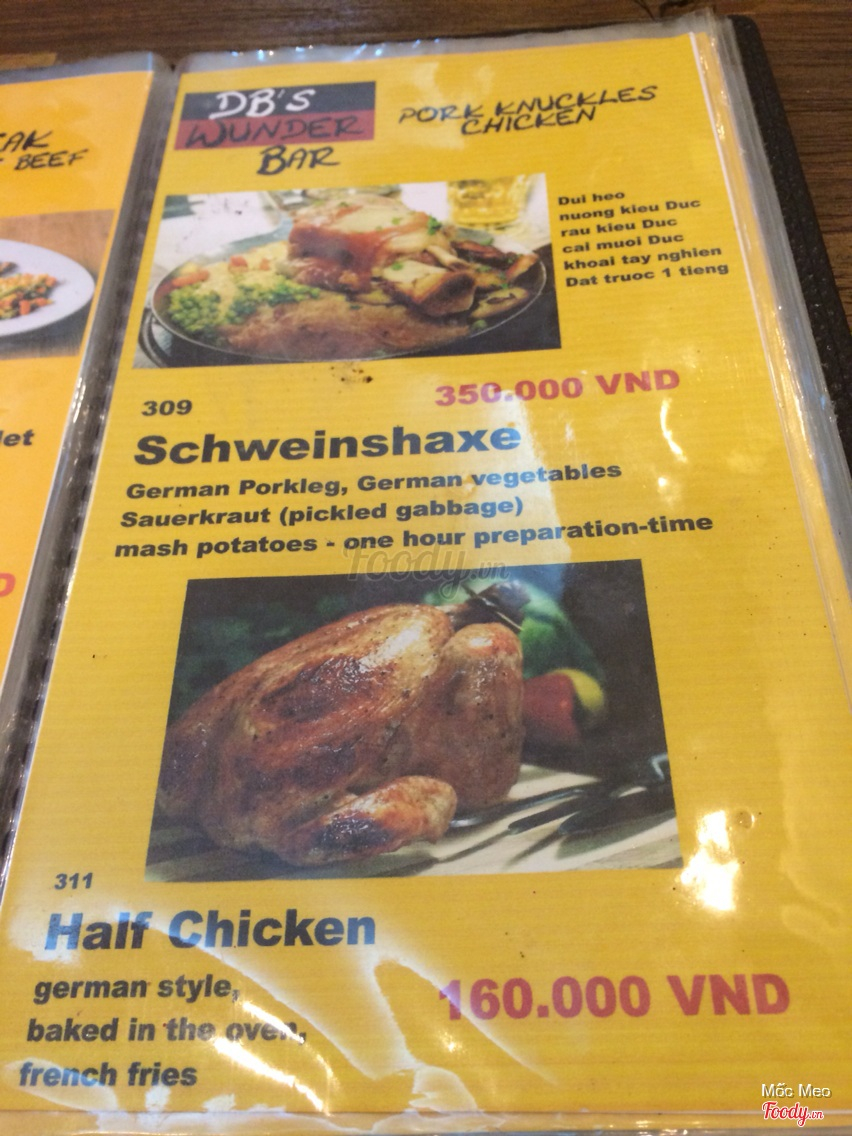 EAK
BEEF
let
D
DB'S
WUNDER
BAR
PORK KNUCKLES
CHICKEN
Dui heo
nuong kieu Duc
rau kieu Duc
cai muoi Duc
khoai tay nghien
Dat truoc 1 tieng
309
350.000 VND
Schweinshaxe
German Porkleg, German vegetables
Sauerkraut (pickled gabbage)
mash potatoes - one hour preparation-time
Foody.vn
311
Half Chicken
german style,
baked in the oven,
french fries
160.000 VND
Mốc Meo
Foody.vn